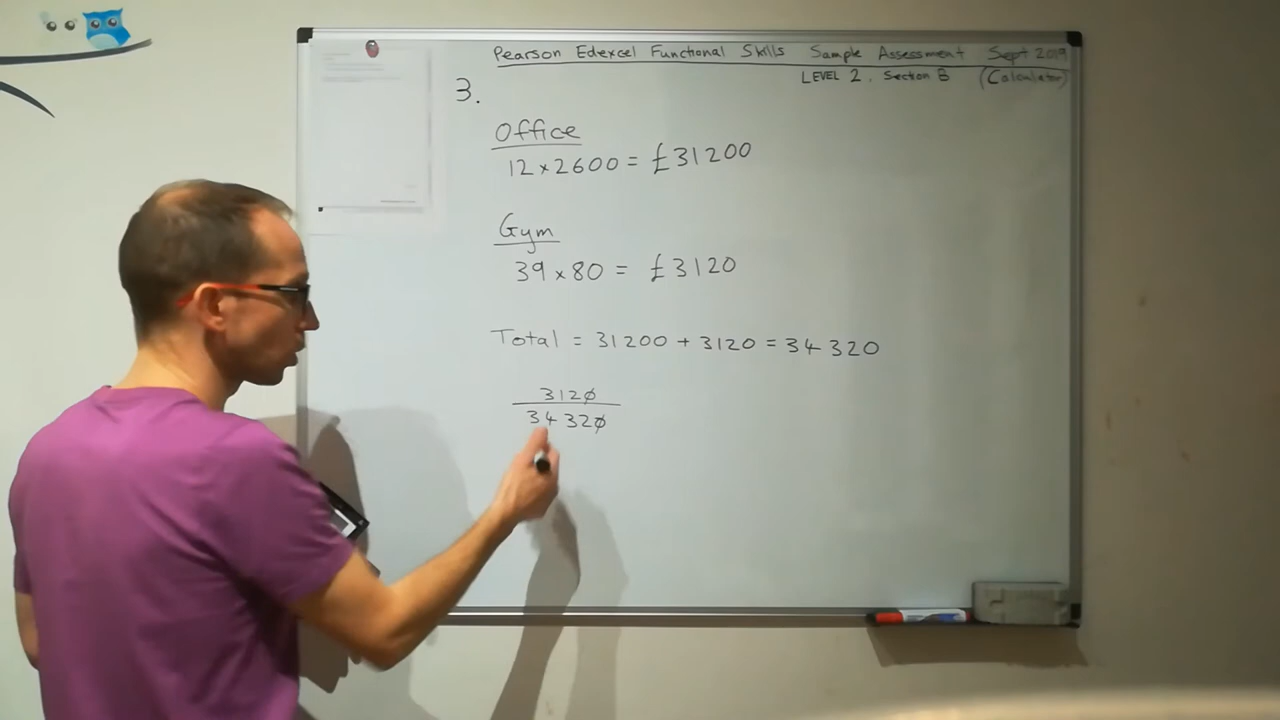 Pearson Edexcel Functional Skills Sample Assessment Sept 2019
LEVEL 2. Section B (Calculator)
3.
Office
12 × 2600 = £31200
Gym
39 × 80 = £3120
Total = 31200 + 3120 = 34320
3120
34320